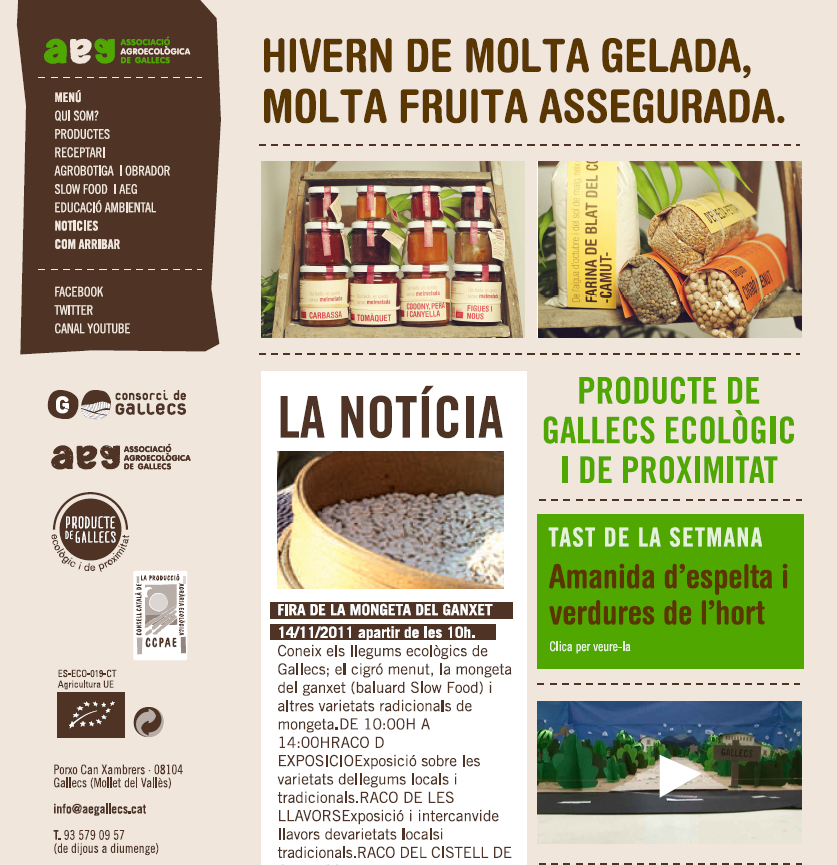 aeg ASSOCIACIÓ
AGROECOLÒGICA
DE GALLECS
MENÚ
QUI SOM?
PRODUCTES
RECEPTARI
AGROBOTIGA I OBRADOR
SLOW FOOD I AEG
EDUCACIÓ AMBIENTAL
NOTÍCIES
COM ARRIBAR
FACEBOOK
TWITTER
CANAL YOUTUBE
G consorci de
GALLECS
aeg ASSOCIACIÓ
AGROECOLÒGICA
DE GALLECS
PRODUCTE
DE GALLECS
ecològic i de proximitat
CONSELL CATALÀ DE LA PRODUCCIÓ AGRÀRIA ECOLÒGICA
CCPAE
ES-ECO-019-CT
Agricultura UE
Porxo Can Xambrers · 08104
Gallecs (Mollet del Vallès)
info@aegallecs.cat
T. 93 579 09 57
(de dijous a diumenge)
HIVERN DE MOLTA GELADA,
MOLTA FRUITA ASSEGURADA.
CARBASSA
TOMÀQUET
CODONY, PERA
I CANYELLA
FIGUES I
NOUS
FARINA DE BLAT DEL CO
-CAMUT-
CIGRÓ MENUT
LA NOTÍCIA
FIRA DE LA MONGETA DEL GANXET
14/11/2011 apartir de les 10h.
Coneix els llegums ecològics de
Gallecs; el cigró menut, la mongeta
del ganxet (baluard Slow Food) i
altres varietats radicionals de
mongeta.DE 10:00H A
14:00HRACO D
EXPOSICIOExposició sobre les
varietats dellegums locals i
tradicionals.RACO DE LES
LLAVORSExposició i intercanvide
llavors devarietats localsi
tradicionals.RACO DEL CISTELL DE
PRODUCTE DE
GALLECS ECOLÒGIC
I DE PROXIMITAT
TAST DE LA SETMANA
Amanida d'espelta i
verdures de l'hort
Clica per veure-la
GALLECS